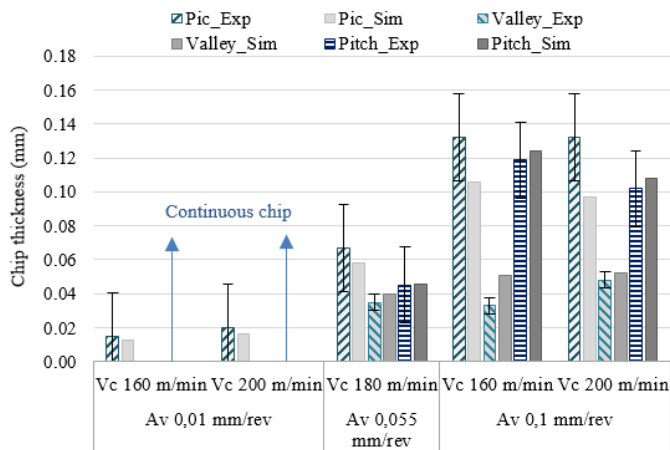 Pic_Exp Pic_Sim Valley_Exp
Valley_Sim Pitch_Exp Pitch_Sim
Chip thickness (mm)
0.18
0.16
0.14
0.12
0.10
0.08
0.06
0.04
0.02
0.00
Continuous chip
Vc 160 m/min Vc 200 m/min Vc 180 m/min Vc 160 m/min Vc 200 m/min
Av 0,01 mm/rev Av 0,055 Av 0,1 mm/rev
mm/rev